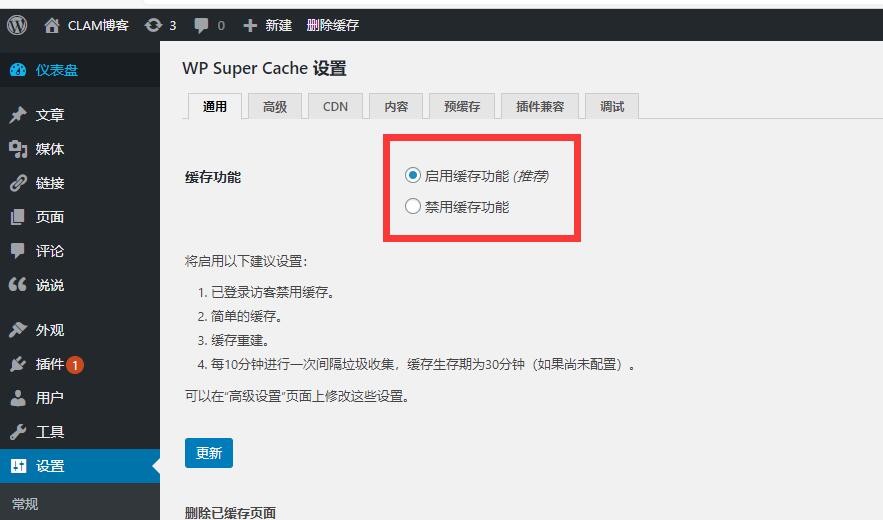 CLAM博客 3 0 新建 删除缓存
仪表盘
文章
媒体
链接
页面
评论
说说
外观
插件 1
用户
工具
设置
常规
WP Super Cache 设置
通用 高级 CDN 内容 预缓存 插件兼容 调试
缓存功能
启用缓存功能 (推荐)
禁用缓存功能
将启用以下建议设置：
1. 已登录访客禁用缓存。
2. 简单的缓存。
3. 缓存重建。
4. 每10分钟进行一次间隔垃圾收集，缓存生存期为30分钟（如果尚未配置）。
可以在“高级设置”页面上修改这些设置。
更新
删除已缓存页面